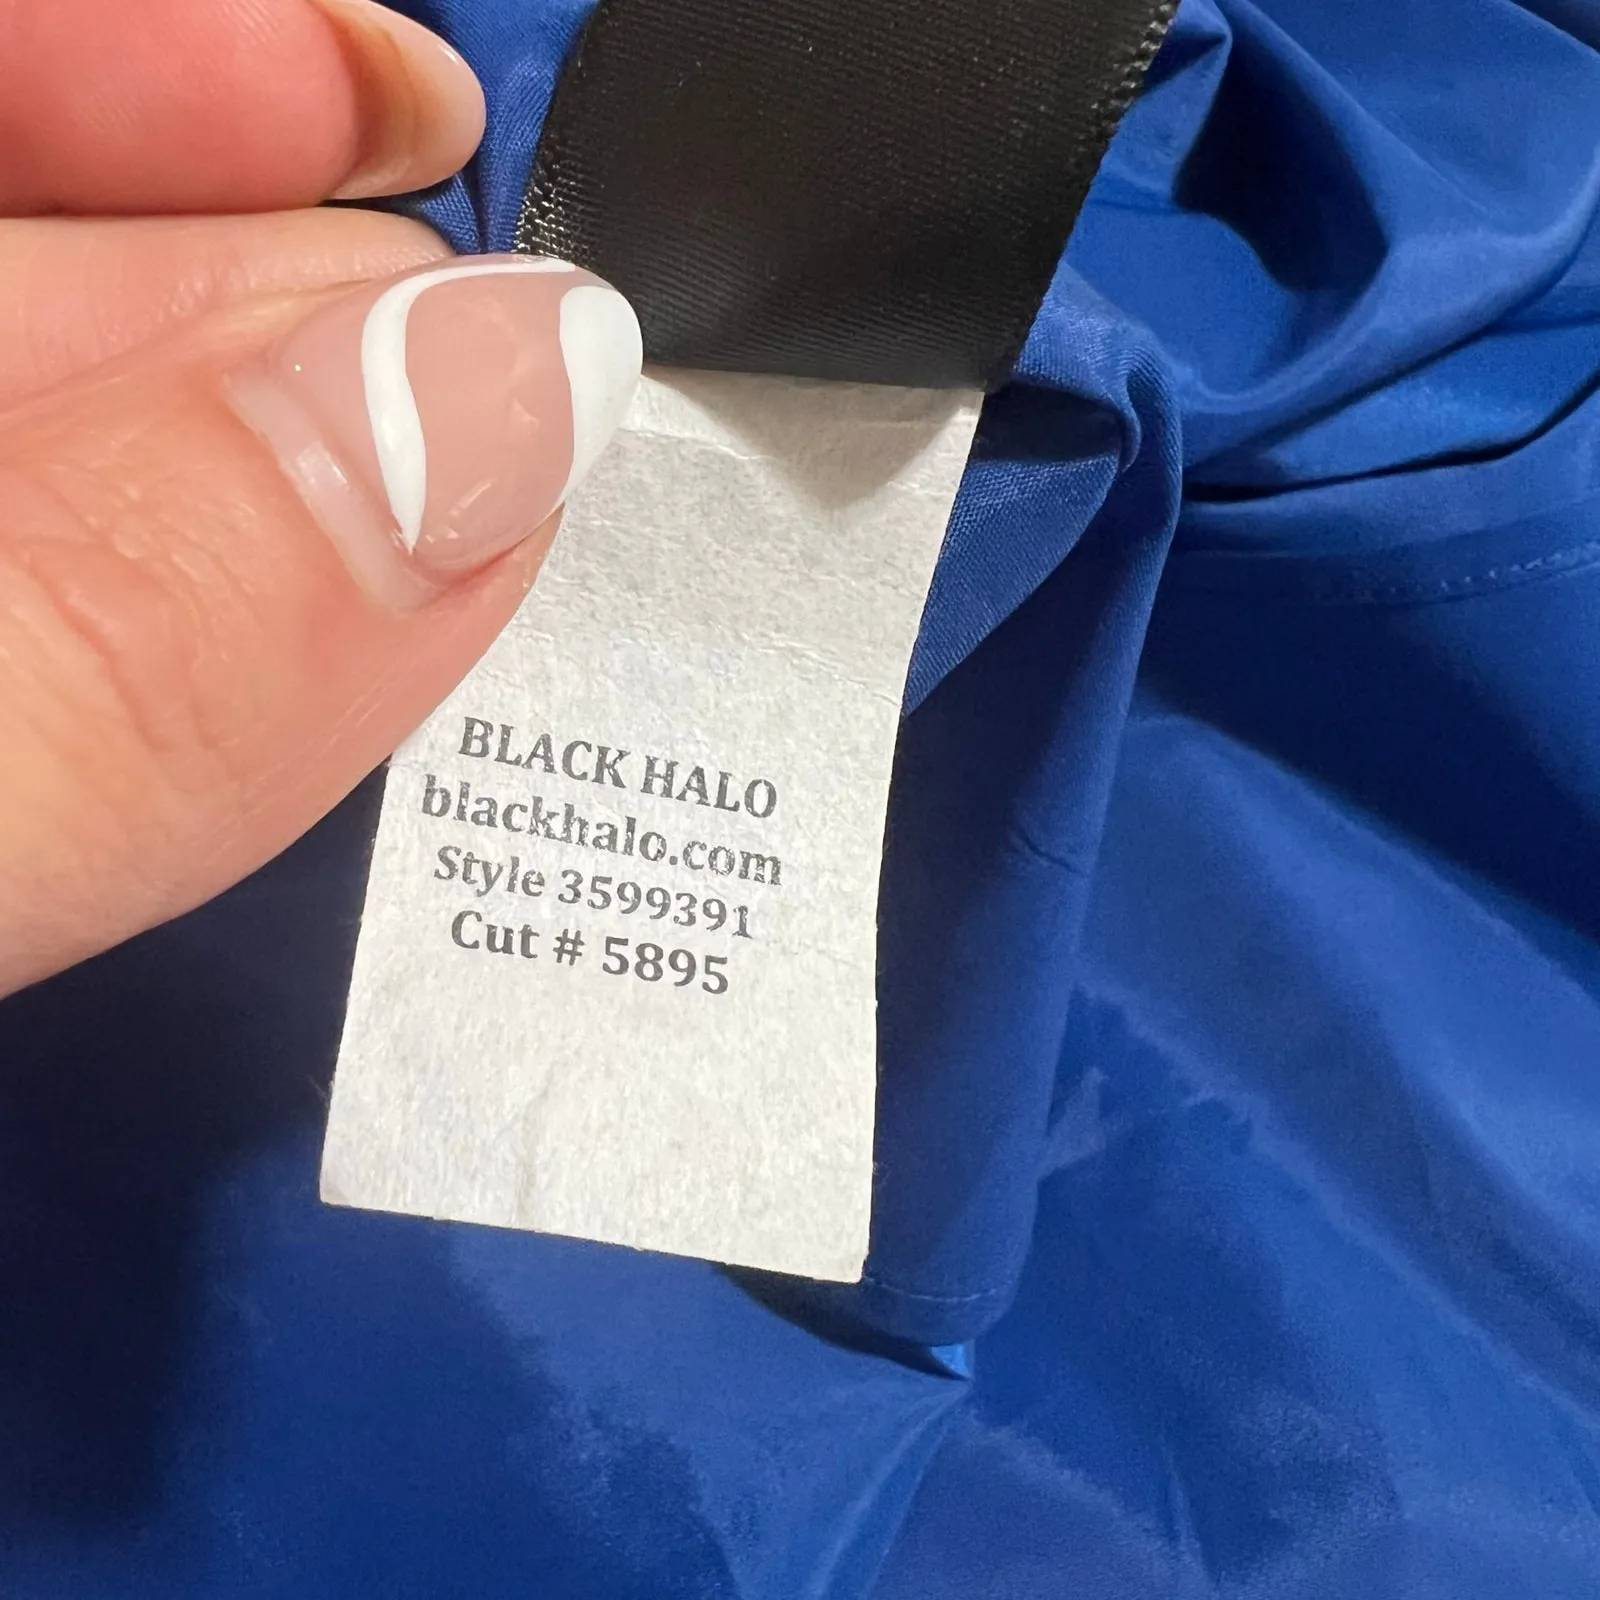 BLACK HALO
blackhalo.com
Style 3599391
Cut # 5895